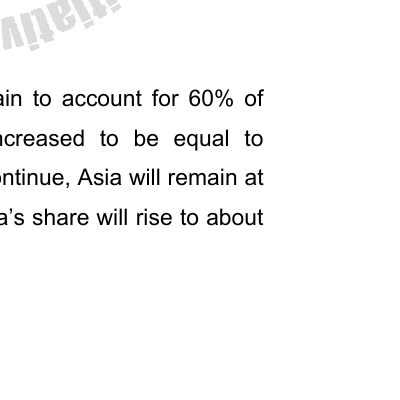 ain to account for 60% of
ncreased to be equal to
ontinue, Asia will remain at
a's share will rise to about